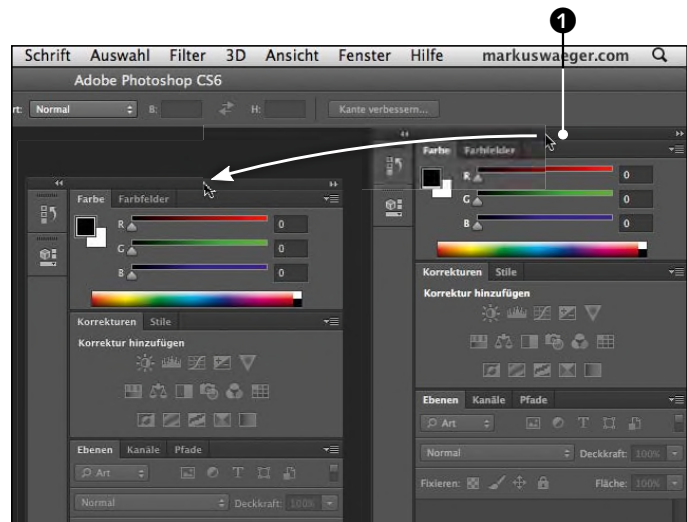 1
Schrift Auswahl Filter 3D Ansicht Fenster Hilfe markuswaeger.com
Adobe Photoshop CS6
rt: Normal B: H: Kante verbessern...
Farbe Farbfelder
R 0
G 0
B 0
Korrekturen Stile
Korrektur hinzufügen
Ebenen Kanäle Pfade
Art T
Normal Deckkraft: 100%
Fixieren: Fläche: 100%
Farbe Farbfelder
R 0
G 0
B 0
Korrekturen Stile
Korrektur hinzufügen
Ebenen Kanäle Pfade
Art T
Normal Deckkraft: 100%